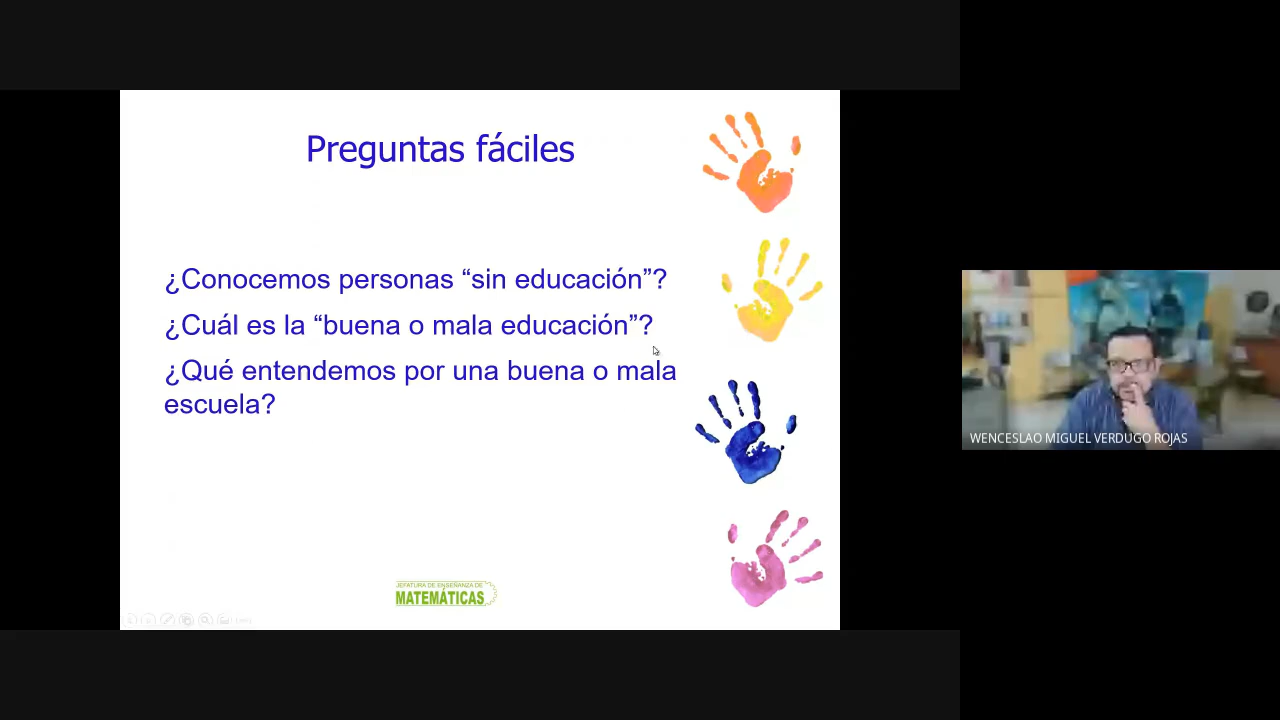 Preguntas fáciles
¿Conocemos personas “sin educación”?
¿Cuál es la “buena o mala educación”?
¿Qué entendemos por una buena o mala
escuela?
JEFATURA DE ENSEÑANZA DE
MATEMÁTICAS
WENCESLAO MIGUEL VERDUGO ROJAS